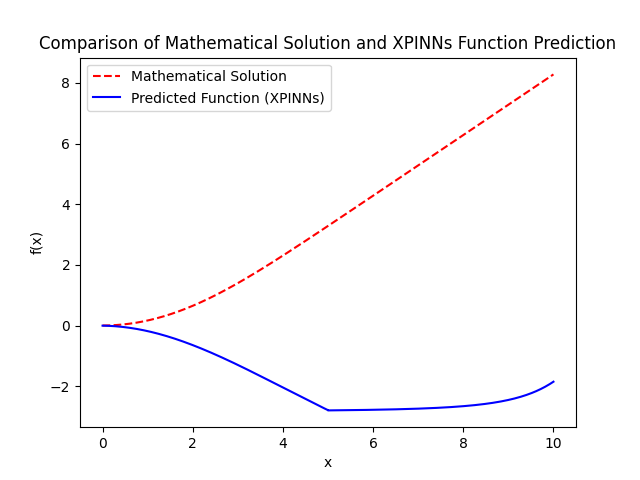 Comparison of Mathematical Solution and XPINNs Function Prediction
Mathematical Solution
Predicted Function (XPINNs)
f(x)
8
6
4
2
0
−2
0 2 4 6 8 10
x